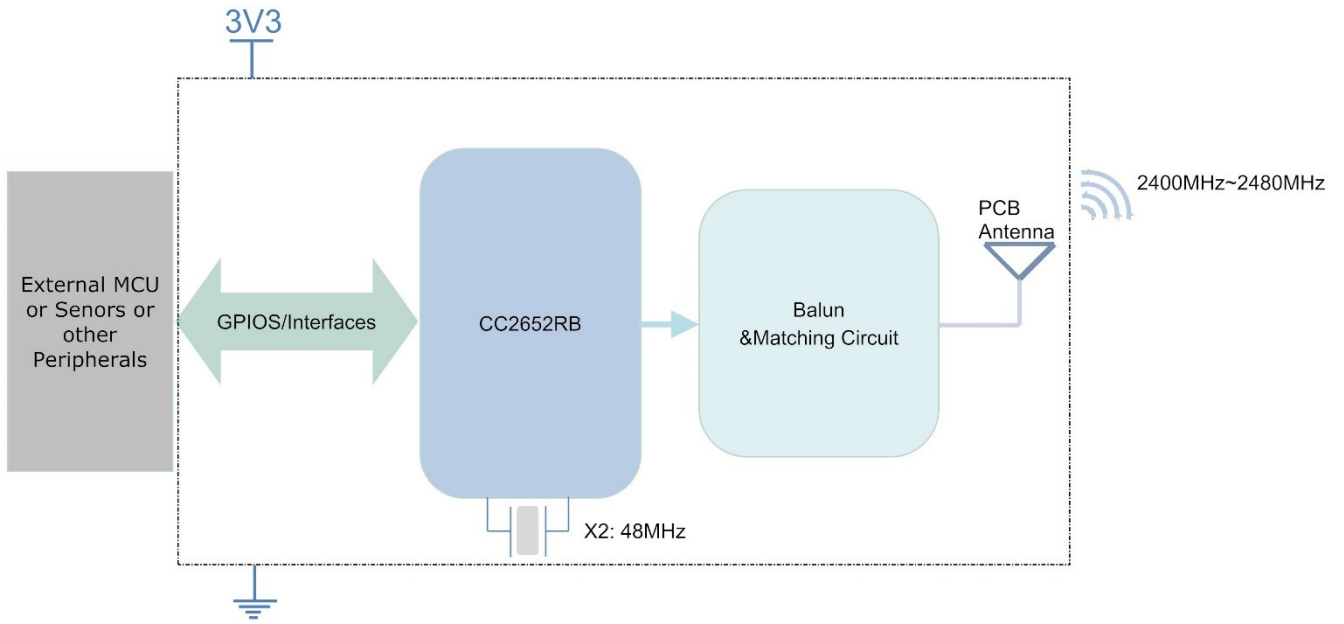 3V3
2400MHz~2480MHz
PCB
Antenna
External MCU
or Senors or
other
Peripherals
GPIOS/Interfaces
CC2652RB
Balun
&Matching Circuit
X2: 48MHz